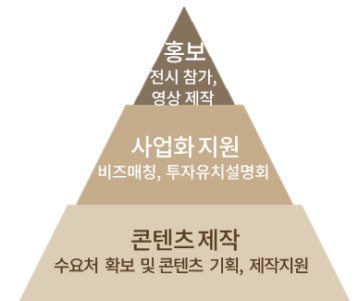 홍보
전시 참가,
영상 제작
사업화 지원
비즈매칭, 투자유치설명회
콘텐츠 제작
수요처 확보 및 콘텐츠 기획, 제작지원